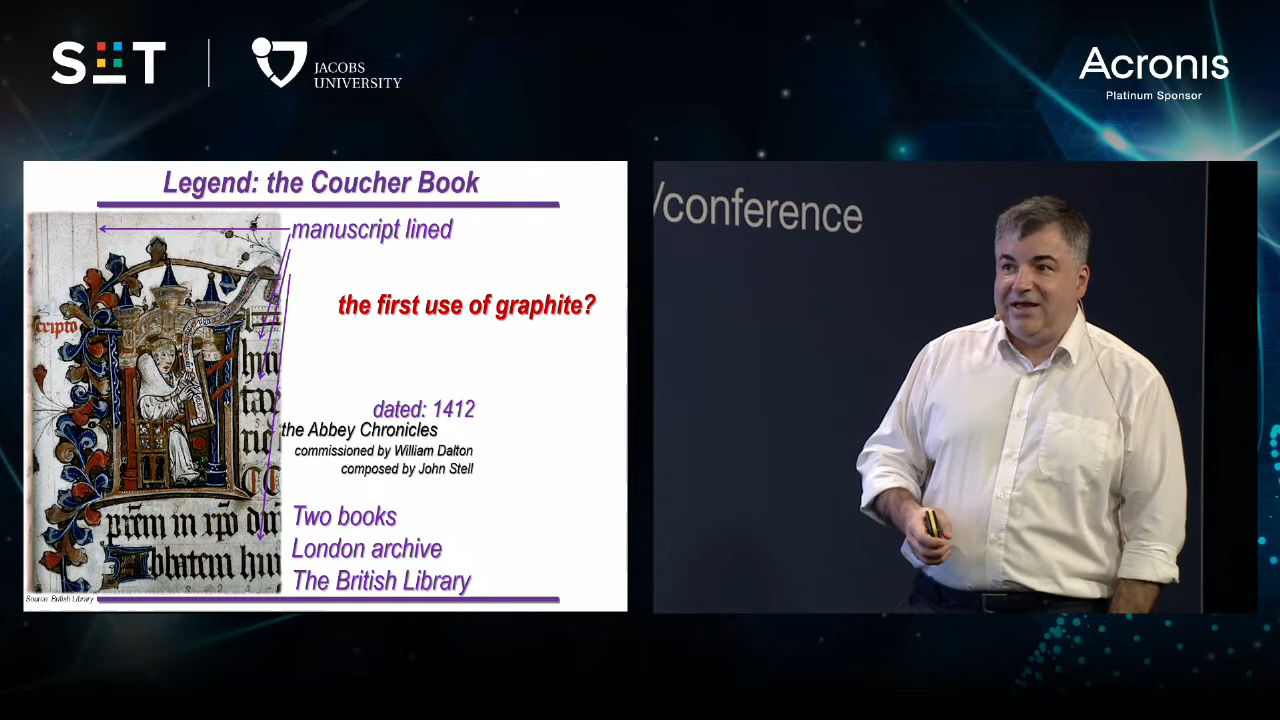 SET
JACOBS
UNIVERSITY
Acronis
Platinum Sponsor
Legend: the Coucher Book
manuscript lined
the first use of graphite?
cripto
dated: 1412
the Abbey Chronicles
commissioned by William Dalton
composed by John Stell
Two books
London archive
The British Library
Source: British Library
/conference